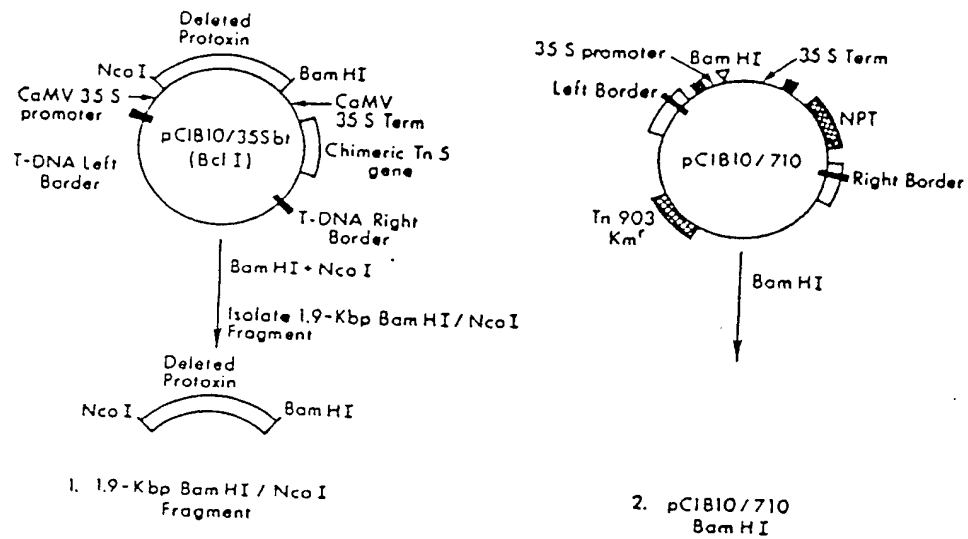 Deleted
Protoxin
Nco I
Bam HI
CaMV 35 S
promoter
CaMV
35 S Term
pCIB10/35Sbt
(Bcl I)
Chimeric Tn 5
gene
T-DNA Left
Border
T-DNA Right
Border
Bam HI + Nco I
Isolate 1.9-Kbp Bam HI / Nco I
Fragment
Deleted
Protoxin
Nco I
Bam HI
1. 1.9-Kbp Bam HI / Nco I
Fragment
35 S promoter
Bam HI
35 S Term
Left Border
NPT
pCIB10/710
Right Border
Tn 903
Kmʳ
Bam HI
2. pCIB10/710
Bam HI